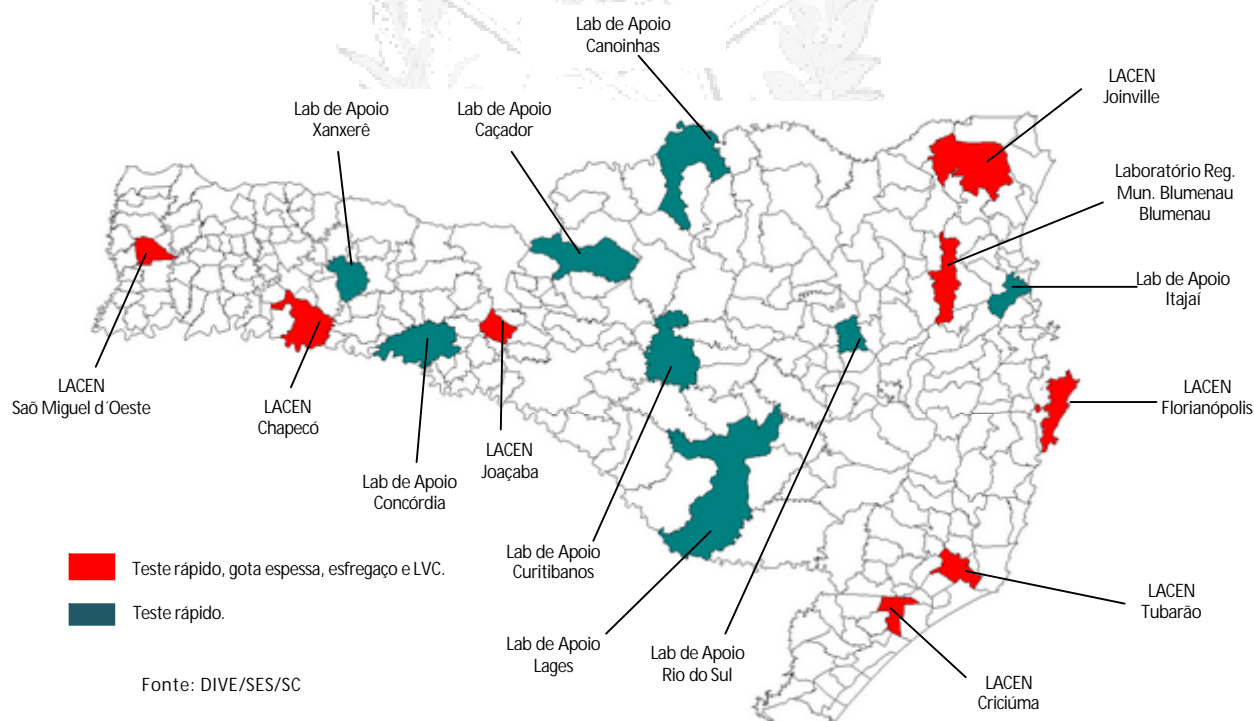 Lab de Apoio
Canoinhas
LACEN
Joinville
Lab de Apoio
Xanxerê
Lab de Apoio
Caçador
Laboratório Reg.
Mun. Blumenau
Blumenau
Lab de Apoio
Itajaí
LACEN
Saõ Miguel d´Oeste
LACEN
Chapecó
LACEN
Joaçaba
Lab de Apoio
Concórdia
LACEN
Florianópolis
Lab de Apoio
Curitibanos
Lab de Apoio
Lages
Lab de Apoio
Rio do Sul
LACEN
Tubarão
LACEN
Criciúma
Teste rápido, gota espessa, esfregaço e LVC.
Teste rápido.
Fonte: DIVE/SES/SC